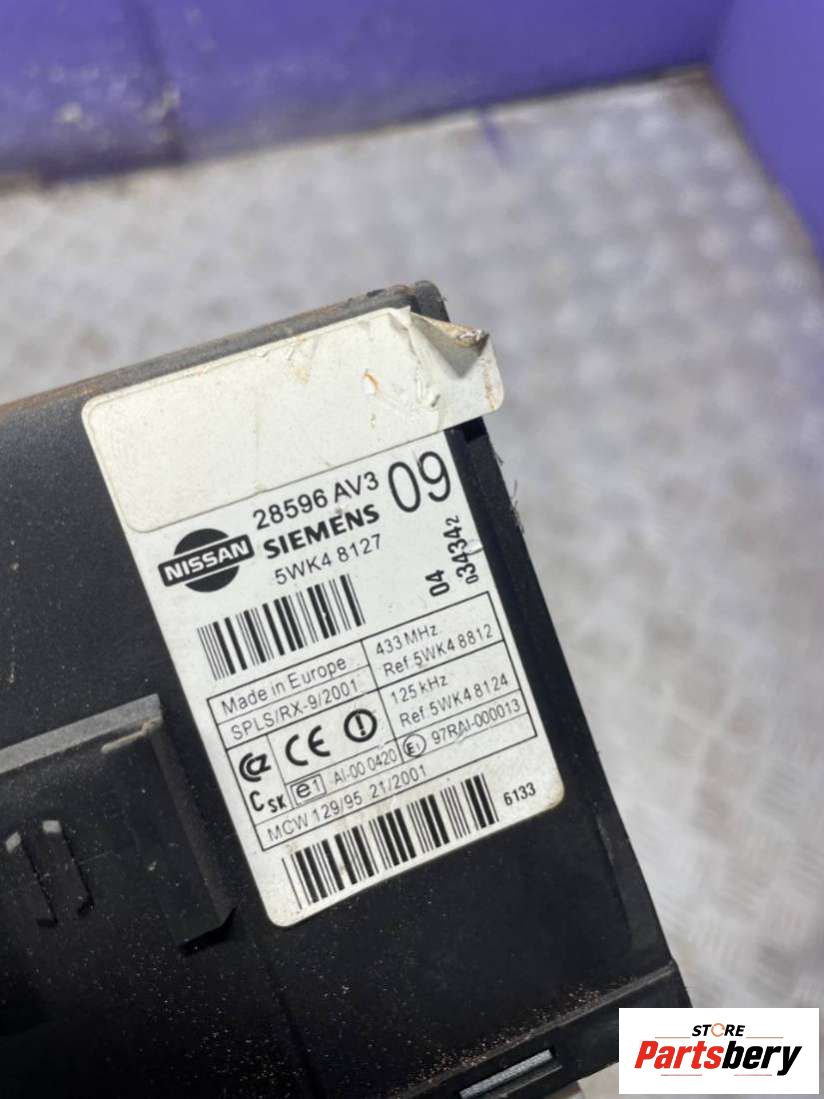 28596 AV3 09
NISSAN
SIEMENS
5WK4 8127
04
034342
Made in Europe
433 MHz
Ref.5WK4 8812
SPLS/RX-9/2001
125 kHz
Ref.5WK4 8124
CE
CSK
e1 AI-00 0420
E1 97RAI-000013
MCW 129/95 21/2001
6133
STORE
Partsbery